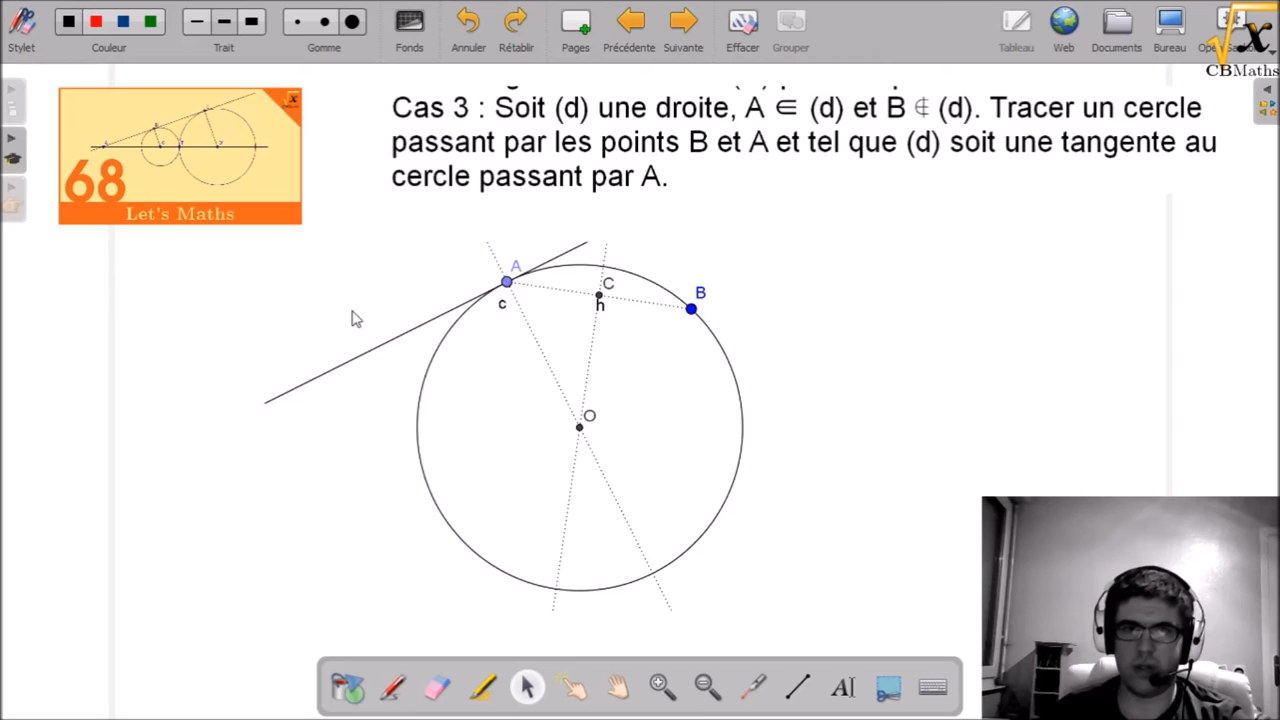 Stylet
Couleur
Trait
Gomme
Fonds
Annuler
Rétablir
Pages
Précédente
Suivante
Effacer
Grouper
Tableau
Web
Documents
Bureau
CBMaths
68
Let's Maths
Cas 3 : Soit (d) une droite, A ∈ (d) et B ∉ (d). Tracer un cercle
passant par les points B et A et tel que (d) soit une tangente au
cercle passant par A.
A
c
C
h
B
O
AI